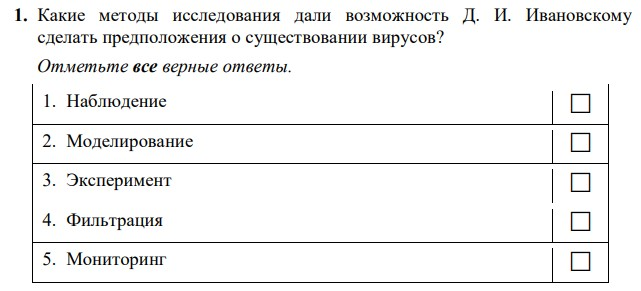 1. Какие методы исследования дали возможность Д. И. Ивановскому
сделать предположения о существовании вирусов?
Отметьте все верные ответы.
1. Наблюдение
2. Моделирование
3. Эксперимент
4. Фильтрация
5. Мониторинг